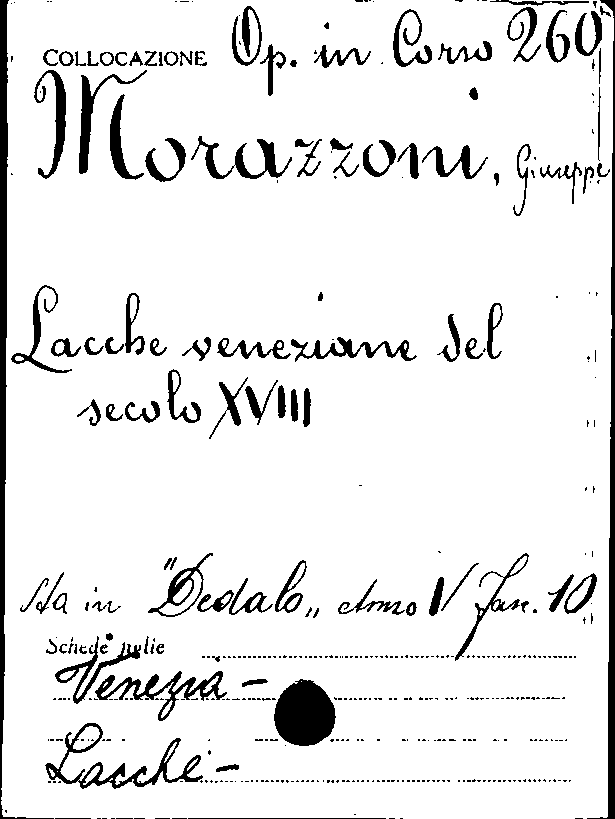 COLLOCAZIONE Op. in Corso 260
Morazzoni, Giuseppe
Lacche veneziane del
secolo XVIII
Sta in "Dedalo„ Anno V Fasc. 10
Schede figlie
Venezia -
Lacche -